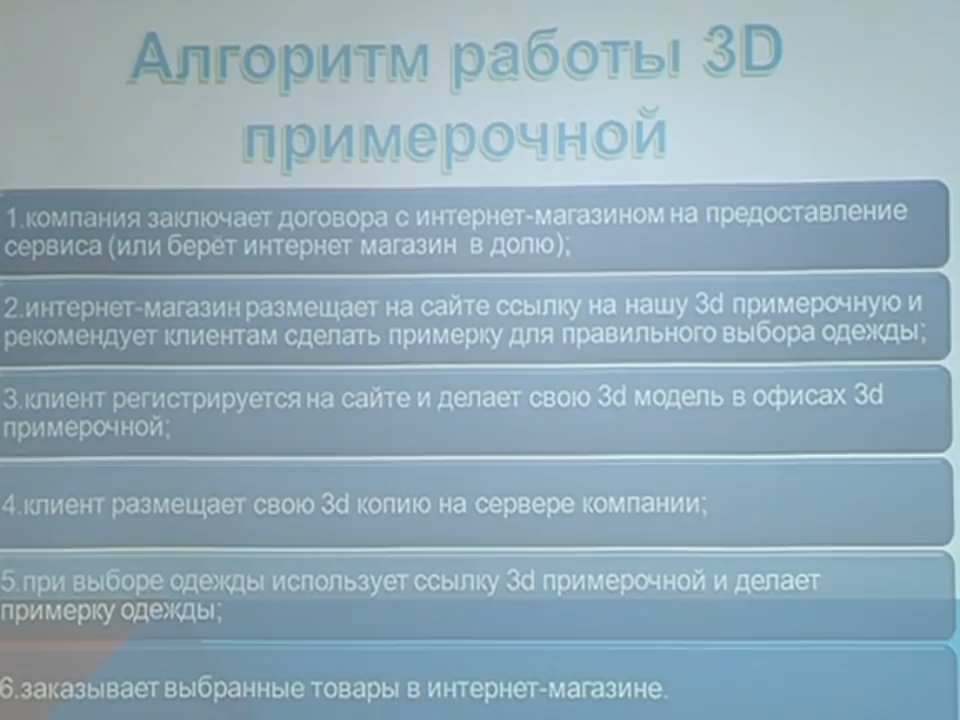 Алгоритм работы 3D
примерочной
1.компания заключает договора с интернет-магазином на предоставление
сервиса (или берёт интернет магазин в долю);
2.интернет-магазин размещает на сайте ссылку на нашу 3d примерочную и
рекомендует клиентам сделать примерку для правильного выбора одежды;
3.клиент регистрируется на сайте и делает свою 3d модель в офисах 3d
примерочной;
4.клиент размещает свою 3d копию на сервере компании;
5.при выборе одежды использует ссылку 3d примерочной и делает
примерку одежды;
6.заказывает выбранные товары в интернет-магазине.